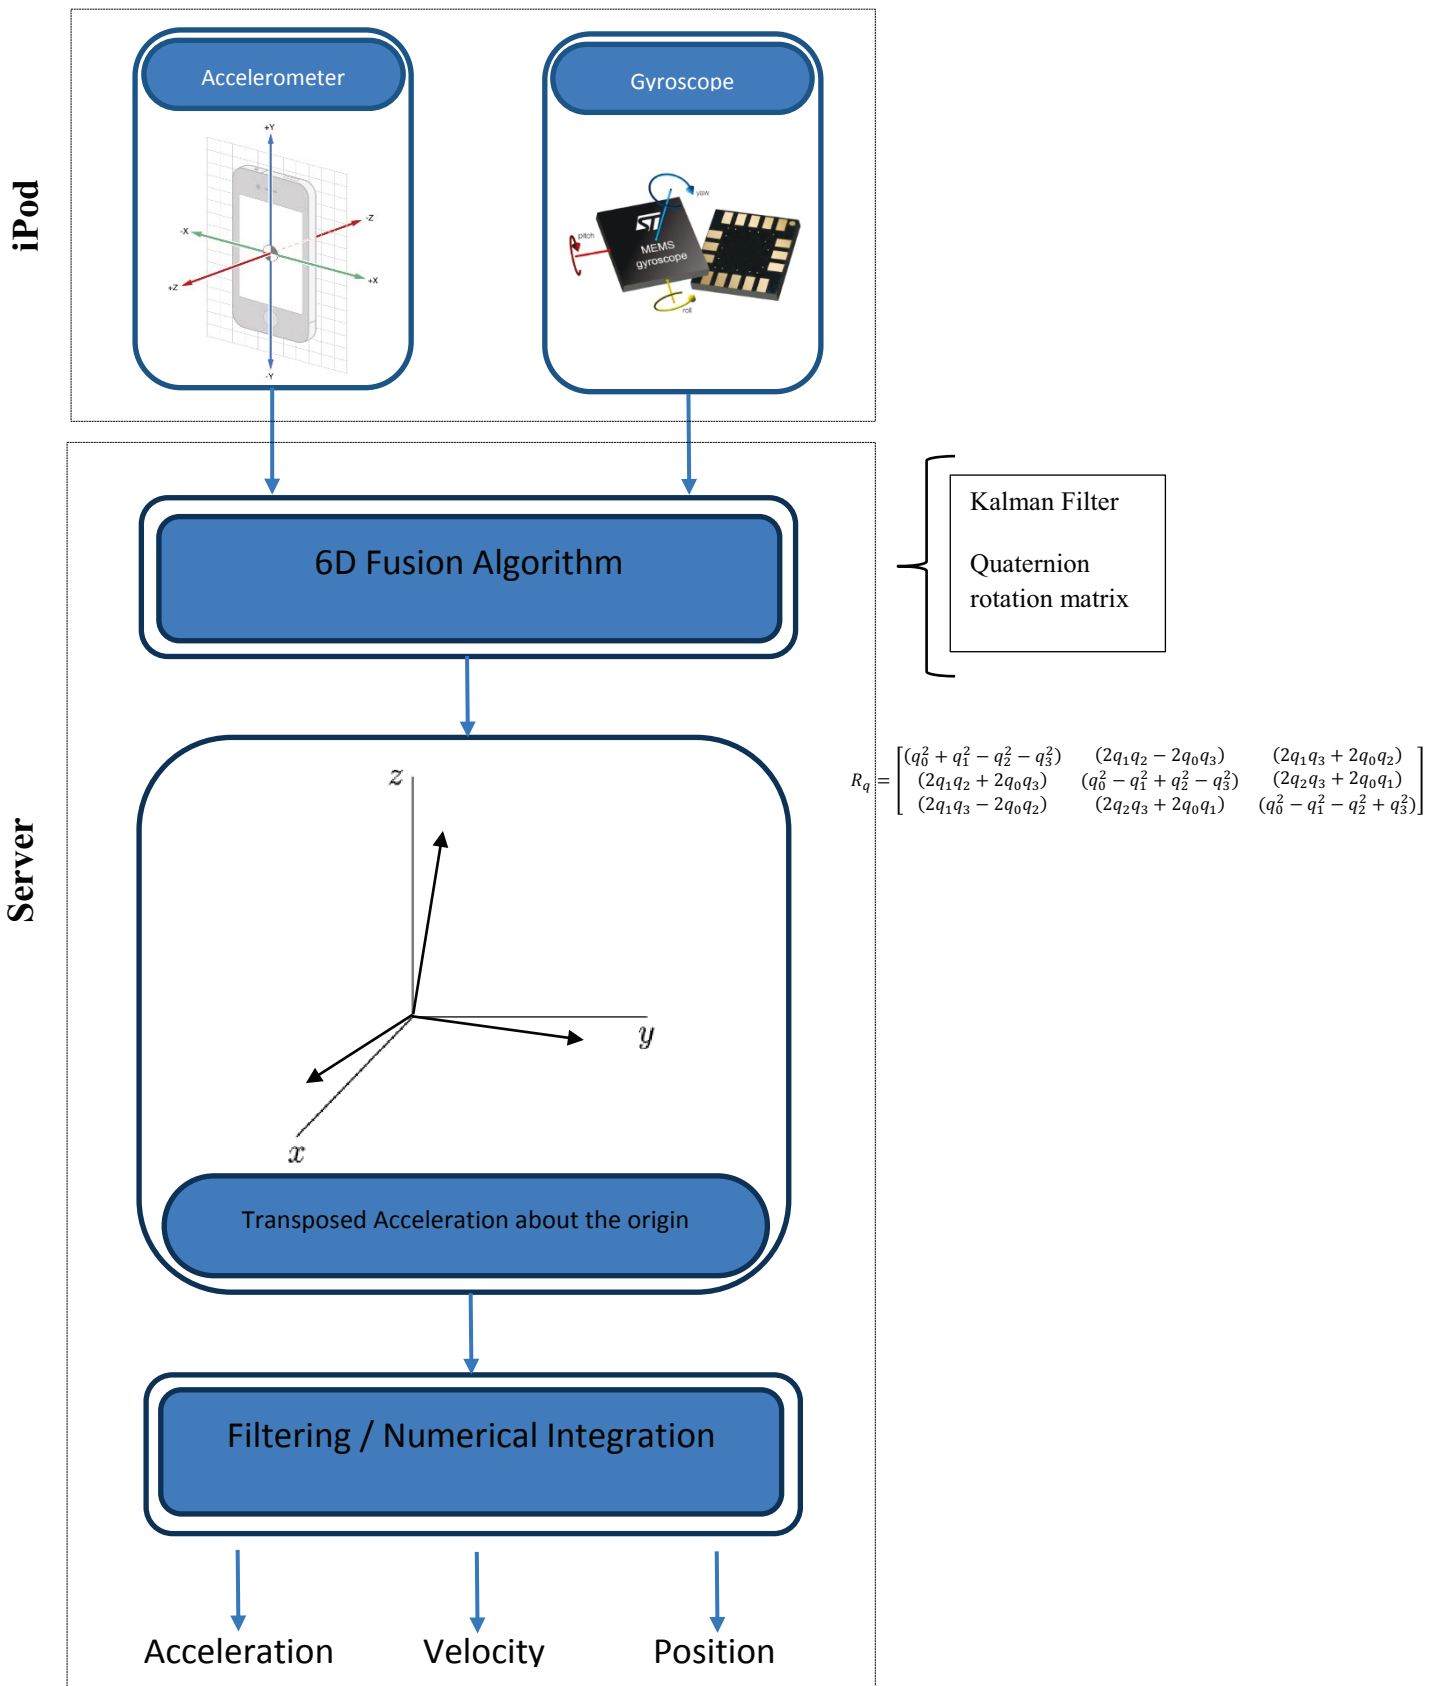 iPod
Accelerometer
Gyroscope
+Y
-Z
-X
+X
+Z
-Y
yaw
pitch
ST
MEMS
gyroscope
roll
Server
6D Fusion Algorithm
Kalman Filter
Quaternion
rotation matrix
R_q = [(q_0^2 + q_1^2 − q_2^2 − q_3^2) (2q_1q_2 − 2q_0q_3) (2q_1q_3 + 2q_0q_2)
(2q_1q_2 + 2q_0q_3) (q_0^2 − q_1^2 + q_2^2 − q_3^2) (2q_2q_3 + 2q_0q_1)
(2q_1q_3 − 2q_0q_2) (2q_2q_3 + 2q_0q_1) (q_0^2 − q_1^2 − q_2^2 + q_3^2)]
z
y
x
Transposed Acceleration about the origin
Filtering / Numerical Integration
Acceleration
Velocity
Position